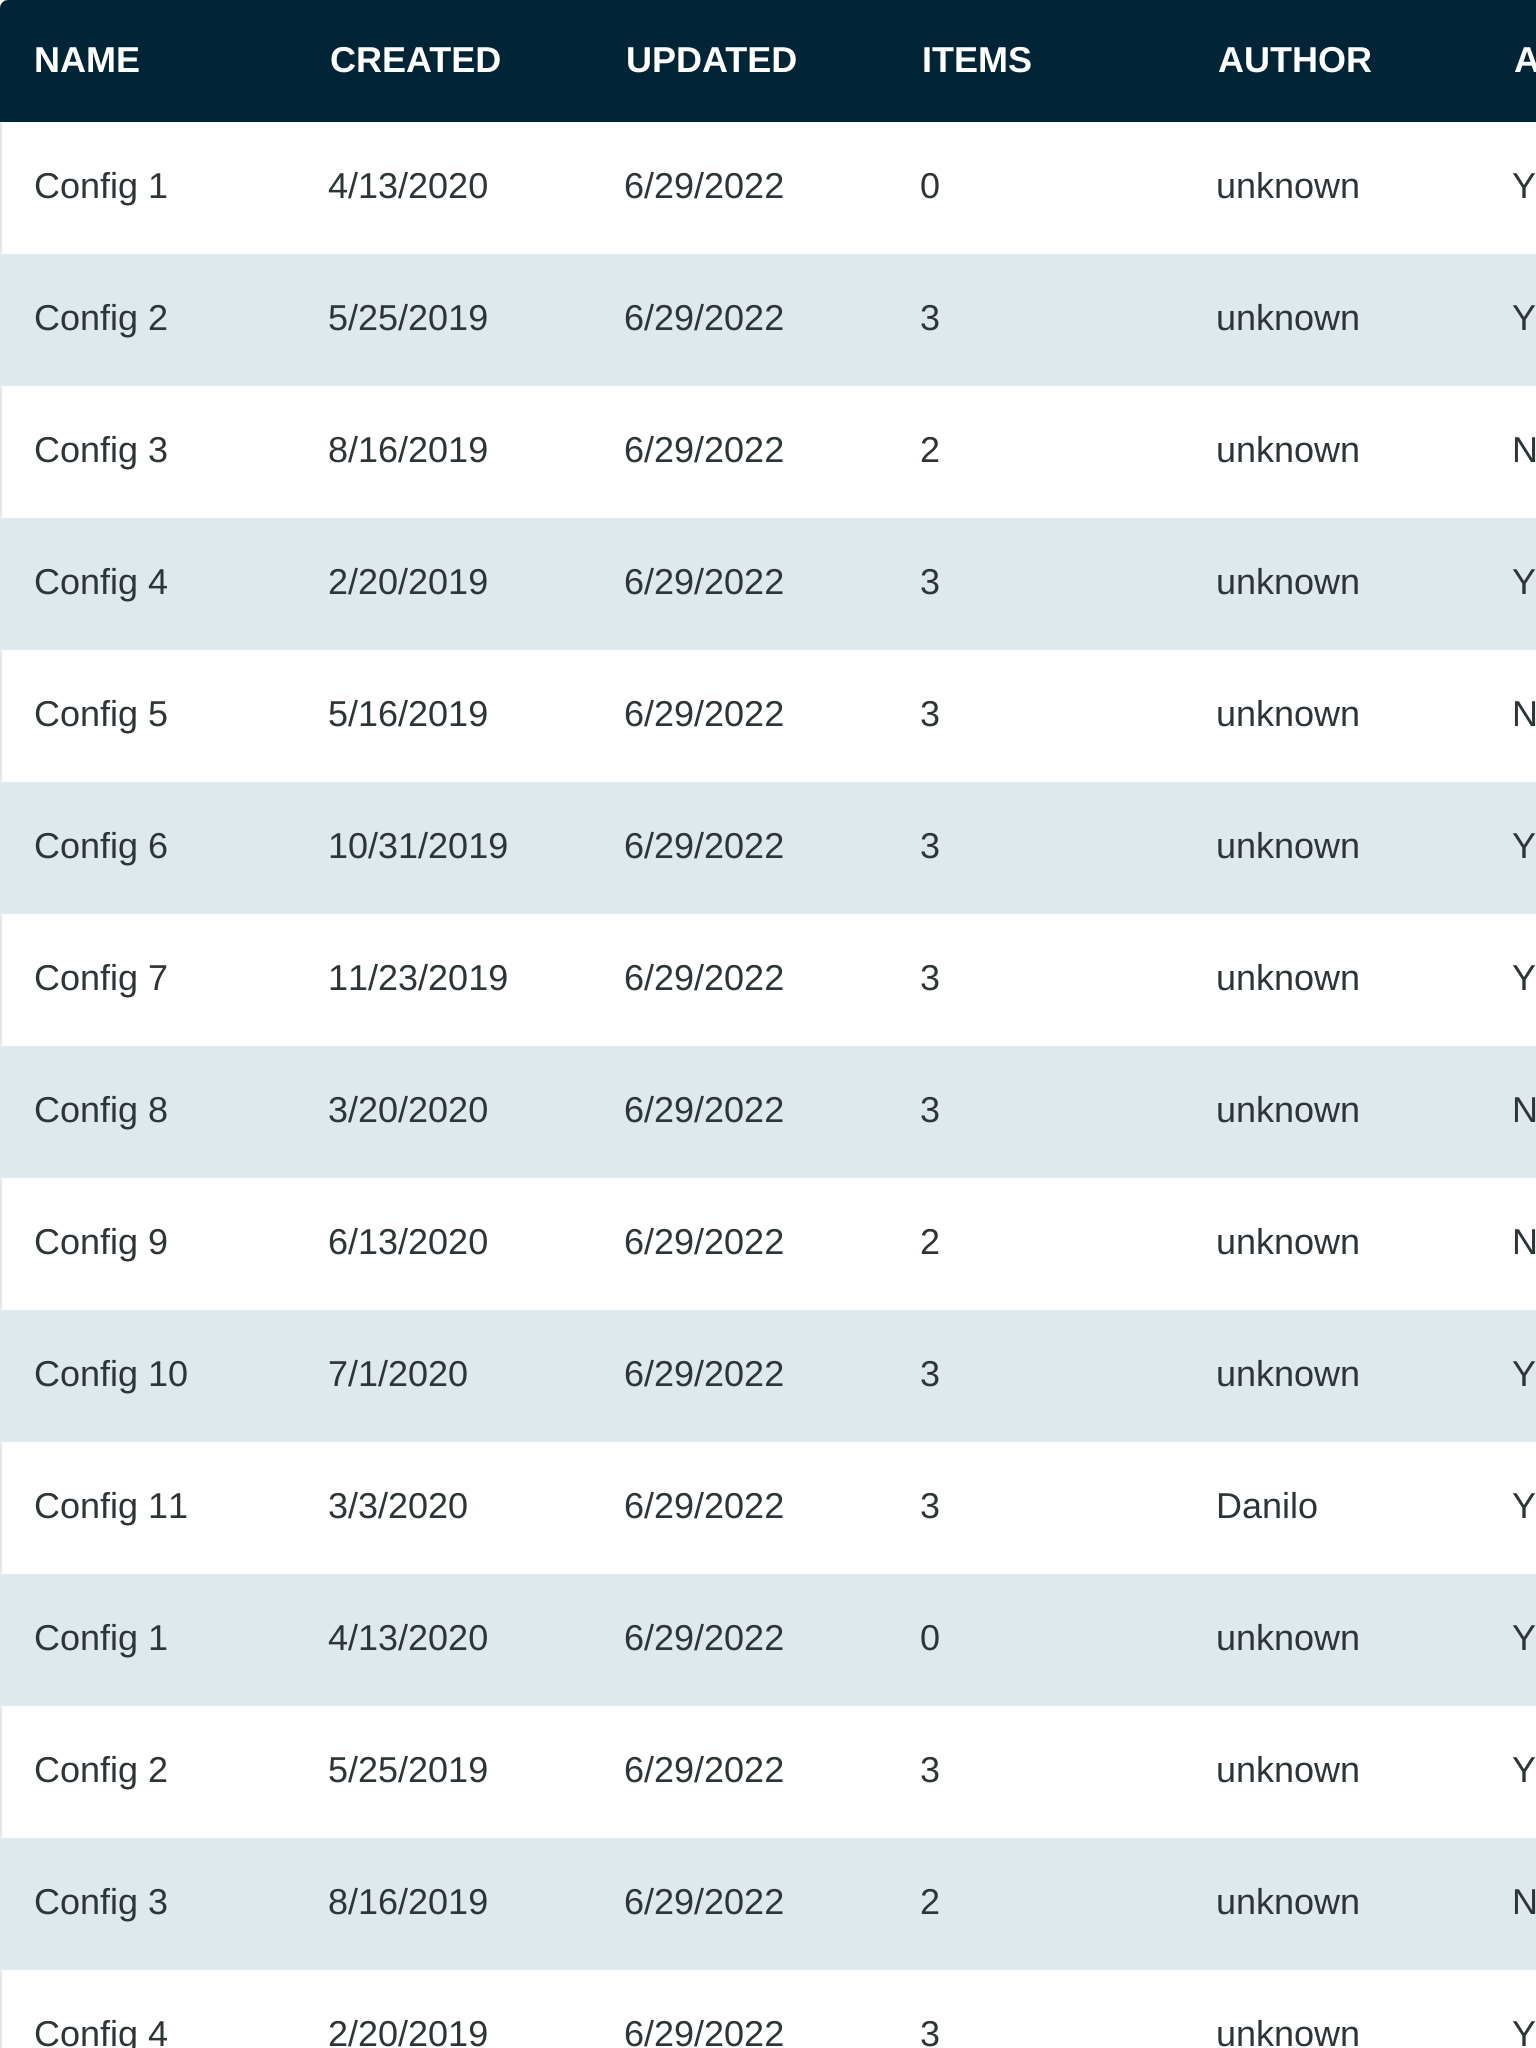 NAME CREATED UPDATED ITEMS AUTHOR A
Config 1 4/13/2020 6/29/2022 0 unknown Y
Config 2 5/25/2019 6/29/2022 3 unknown Y
Config 3 8/16/2019 6/29/2022 2 unknown N
Config 4 2/20/2019 6/29/2022 3 unknown Y
Config 5 5/16/2019 6/29/2022 3 unknown N
Config 6 10/31/2019 6/29/2022 3 unknown Y
Config 7 11/23/2019 6/29/2022 3 unknown Y
Config 8 3/20/2020 6/29/2022 3 unknown N
Config 9 6/13/2020 6/29/2022 2 unknown N
Config 10 7/1/2020 6/29/2022 3 unknown Y
Config 11 3/3/2020 6/29/2022 3 Danilo Y
Config 1 4/13/2020 6/29/2022 0 unknown Y
Config 2 5/25/2019 6/29/2022 3 unknown Y
Config 3 8/16/2019 6/29/2022 2 unknown N
Config 4 2/20/2019 6/29/2022 3 unknown Y